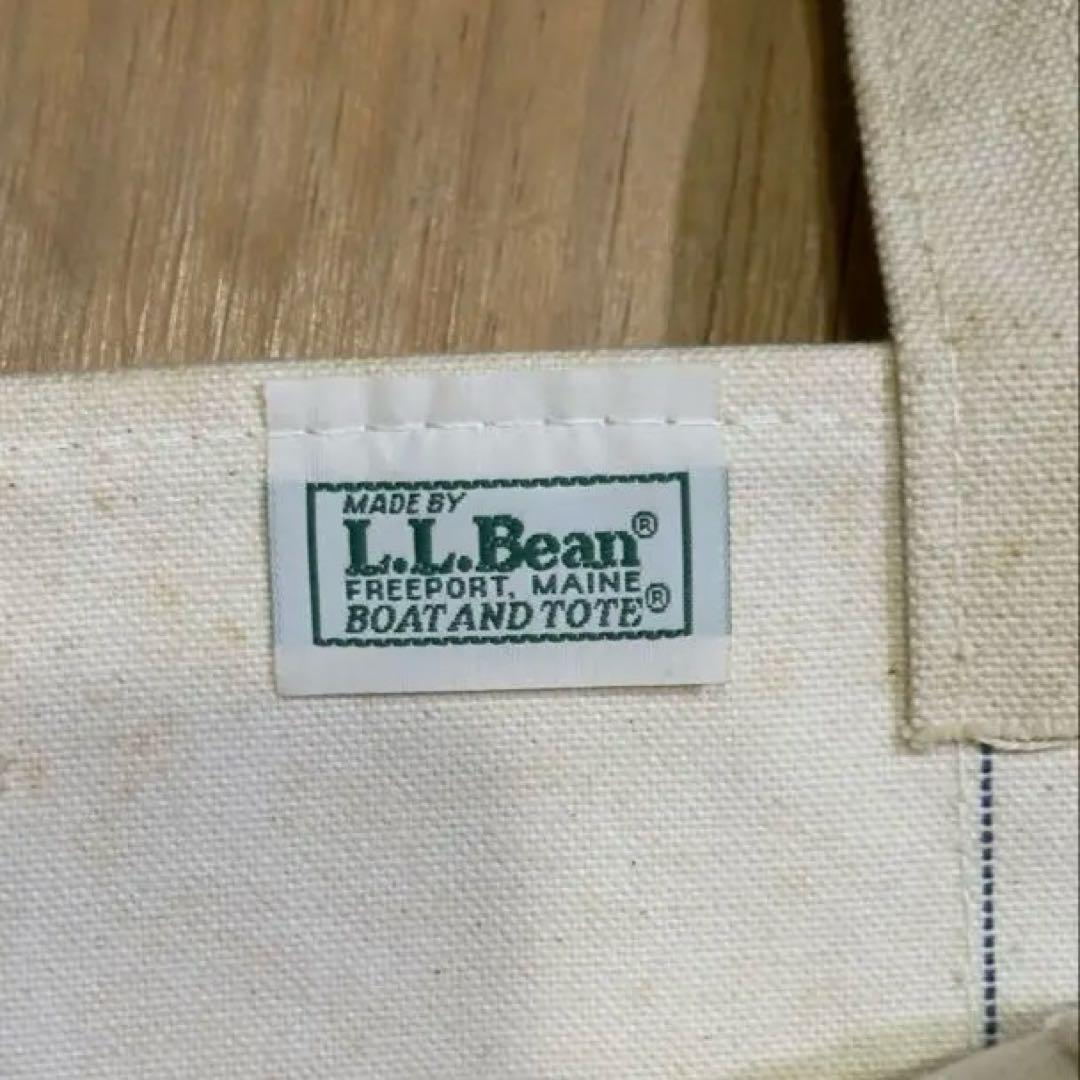 MADE BY
L.L.Bean®
FREEPORT, MAINE
BOAT AND TOTE®